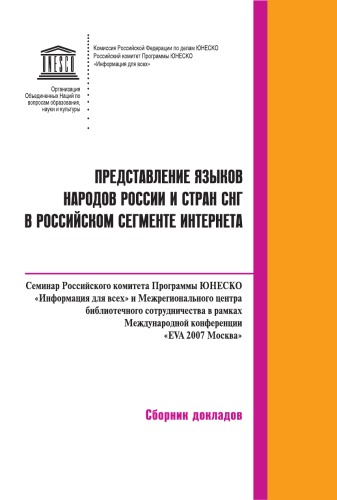 UNESCO
Организация
Объединенных Наций по
вопросам образования,
науки и культуры
Комиссия Российской Федерации по делам ЮНЕСКО
Российский комитет Программы ЮНЕСКО
«Информация для всех»
ПРЕДСТАВЛЕНИЕ ЯЗЫКОВ
НАРОДОВ РОССИИ И СТРАН СНГ
В РОССИЙСКОМ СЕГМЕНТЕ ИНТЕРНЕТА
Семинар Российского комитета Программы ЮНЕСКО
«Информация для всех» и Межрегионального центра
библиотечного сотрудничества в рамках
Международной конференции
«EVA 2007 Москва»
Сборник докладов